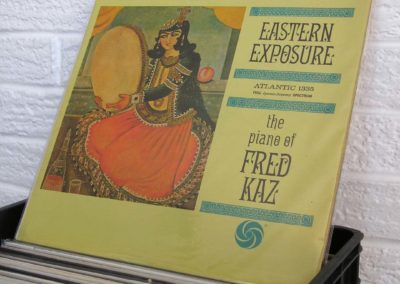 EASTERN
EXPOSURE
ATLANTIC 1335
the
piano of
FRED
KAZ